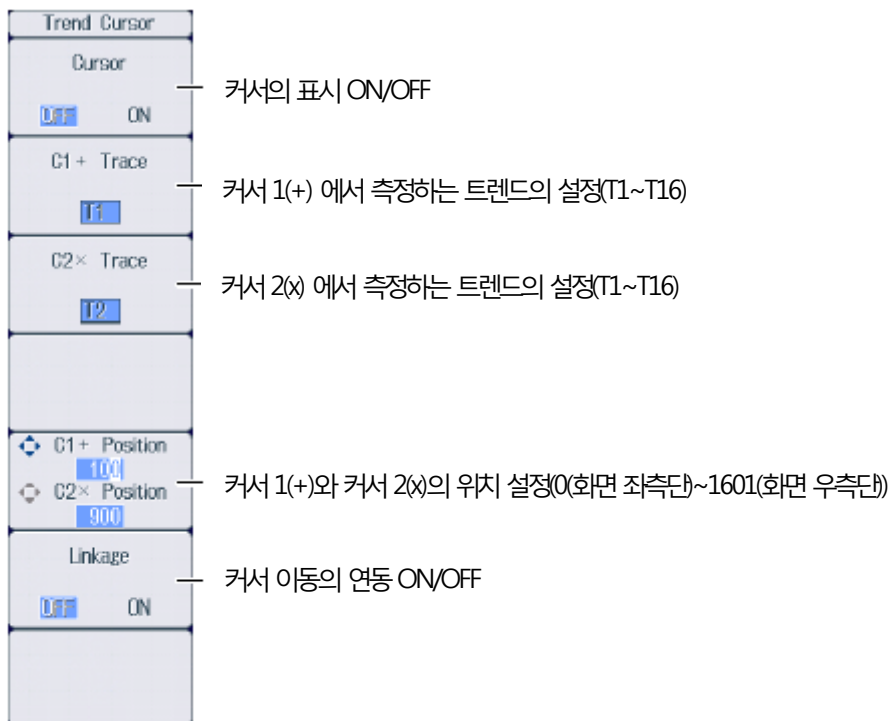 Trend Cursor
Cursor
OFF ON
커서의 표시 ON/OFF
C1+ Trace
T1
커서 1(+) 에서 측정하는 트렌드의 설정(T1~T16)
C2× Trace
T2
커서 2(x) 에서 측정하는 트렌드의 설정(T1~T16)
C1+ Position
100
C2× Position
900
커서 1(+)와 커서 2(x)의 위치 설정(0(화면 좌측단)~1601(화면 우측단))
Linkage
OFF ON
커서 이동의 연동 ON/OFF